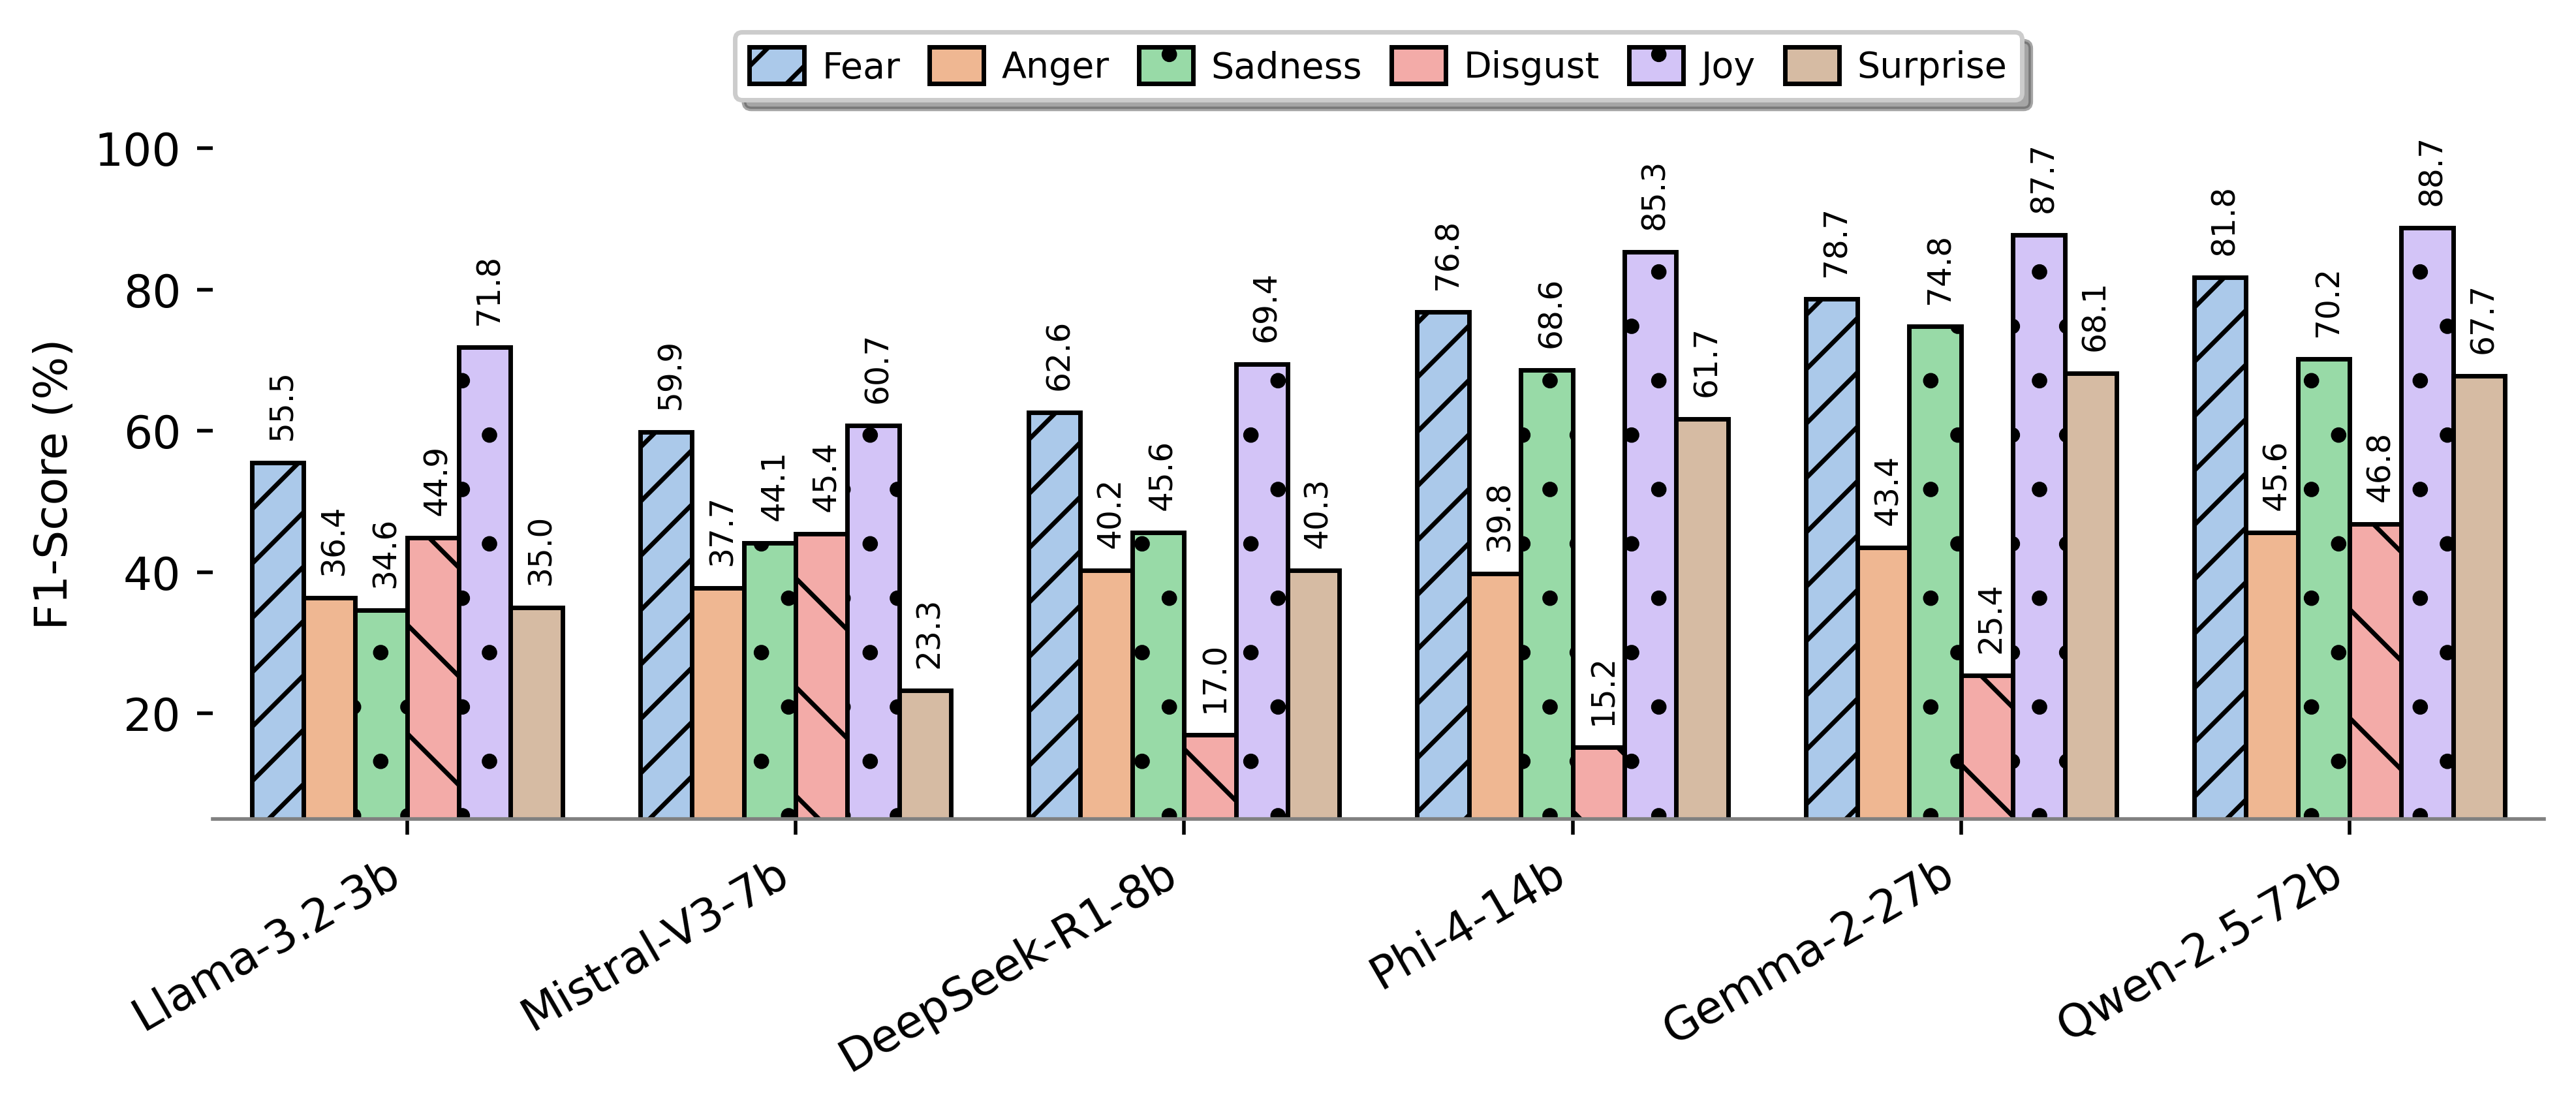 Fear Anger Sadness Disgust Joy Surprise
F1-Score (%)
100
80
60
40
20
55.5 36.4 34.6 44.9 71.8 35.0
59.9 37.7 44.1 45.4 60.7 23.3
62.6 40.2 45.6 17.0 69.4 40.3
76.8 39.8 68.6 15.2 85.3 61.7
78.7 43.4 74.8 25.4 87.7 68.1
81.8 45.6 70.2 46.8 88.7 67.7
Llama-3.2-3b
Mistral-V3-7b
DeepSeek-R1-8b
Phi-4-14b
Gemma-2-27b
Qwen-2.5-72b